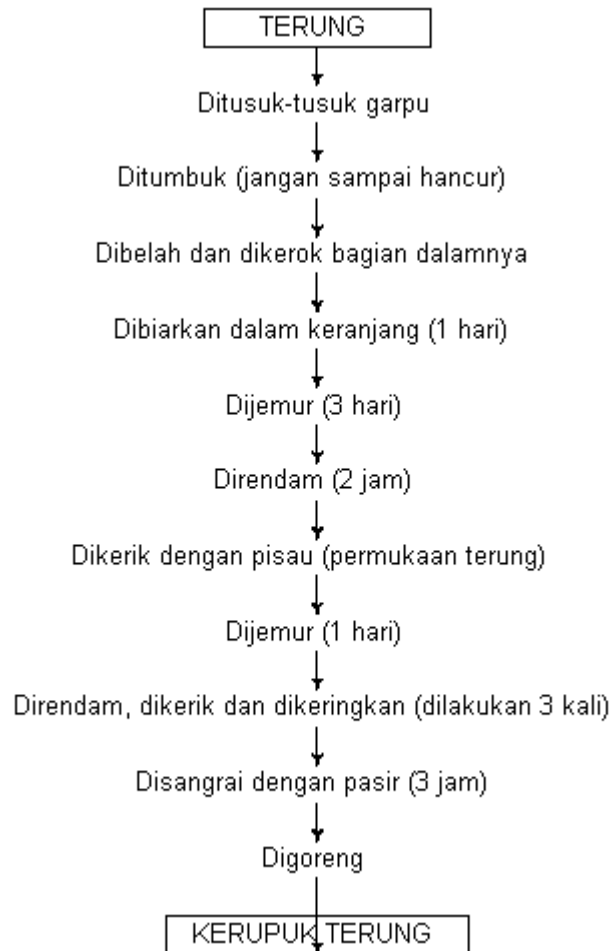 TERUNG
Ditusuk-tusuk garpu
Ditumbuk (jangan sampai hancur)
Dibelah dan dikerok bagian dalamnya
Dibiarkan dalam keranjang (1 hari)
Dijemur (3 hari)
Direndam (2 jam)
Dikerik dengan pisau (permukaan terung)
Dijemur (1 hari)
Direndam, dikerik dan dikeringkan (dilakukan 3 kali)
Disangrai dengan pasir (3 jam)
Digoreng
KERUPUK TERUNG